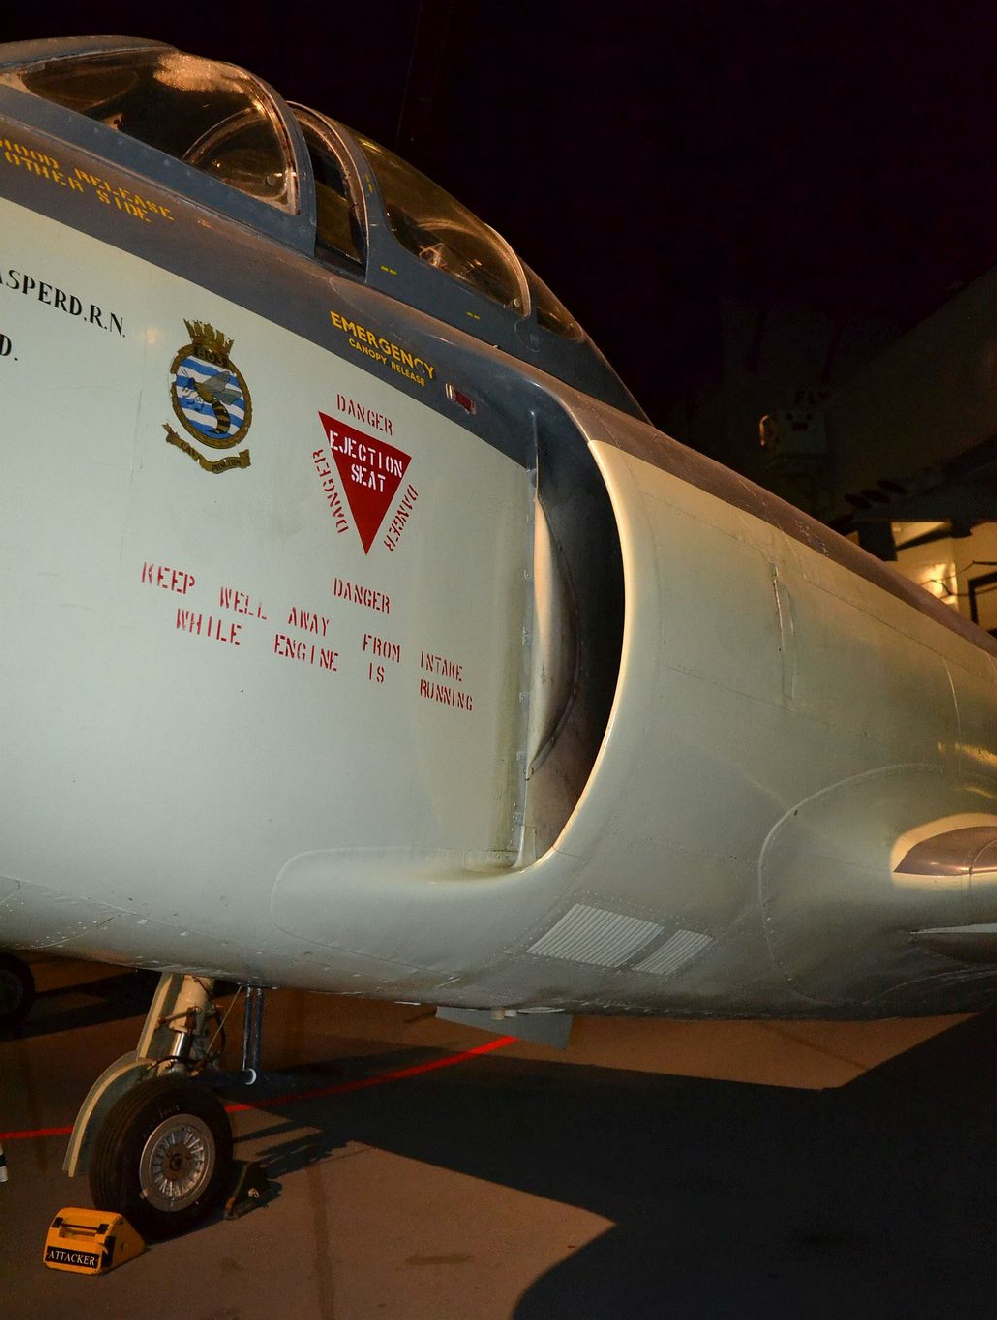 HOOD RELEASE
OTHER SIDE
ASPERD.R.N.
D.
EMERGENCY
CANOPY RELEASE
DANGER
EJECTION
SEAT
DANGER
DANGER
DANGER
KEEP WELL AWAY FROM INTAKE
WHILE ENGINE IS RUNNING
ATTACKER